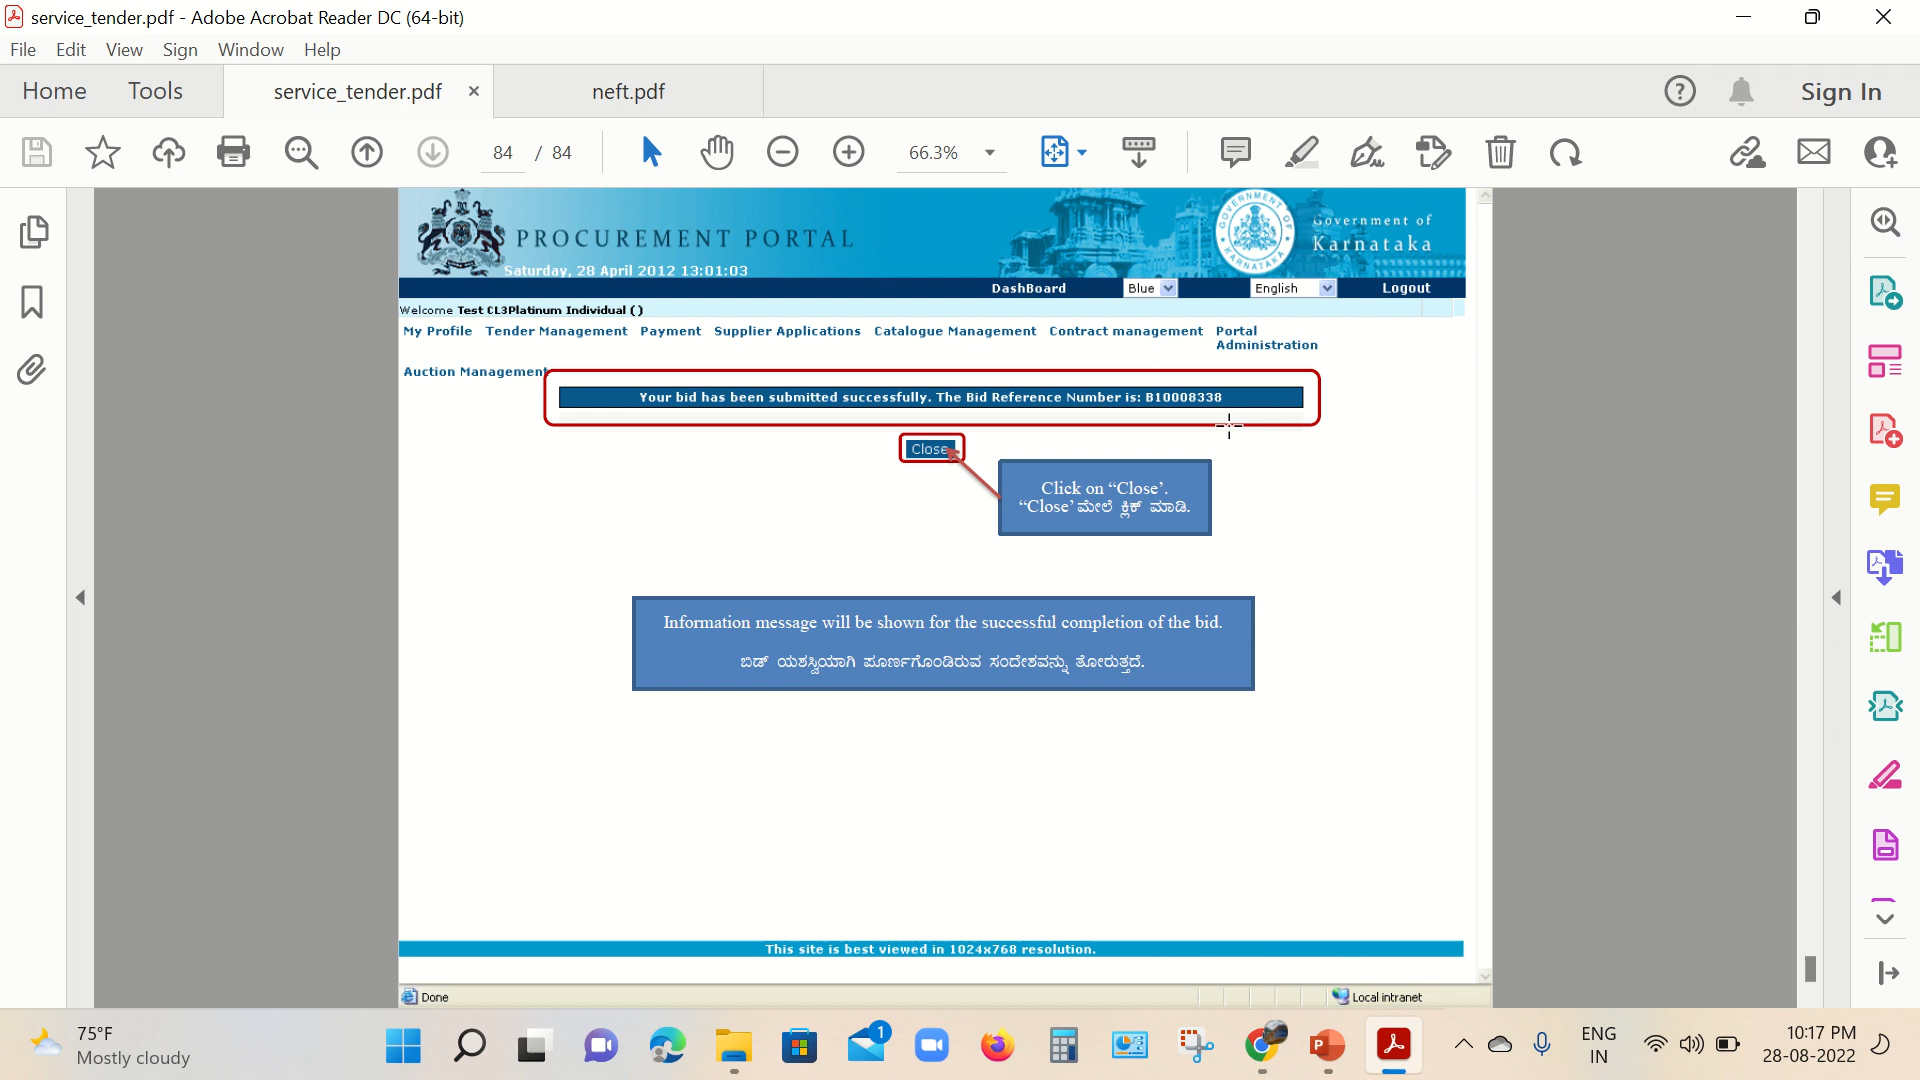 service_tender.pdf - Adobe Acrobat Reader DC (64-bit)
File Edit View Sign Window Help
Home Tools service_tender.pdf neft.pdf Sign In
84 / 84 66.3%
PROCUREMENT PORTAL
Government of
Karnataka
GOVERNMENT OF KARNATAKA
Saturday, 28 April 2012 13:01:03
DashBoard Blue English Logout
Welcome Test CL3Platinum Individual ( )
My Profile Tender Management Payment Supplier Applications Catalogue Management Contract management Portal Administration
Auction Management
Your bid has been submitted successfully. The Bid Reference Number is: B10008338
Close
Click on “Close’.
“Close’ ಮೇಲೆ ಕ್ಲಿಕ್ ಮಾಡಿ.
Information message will be shown for the successful completion of the bid.
ಬಿಡ್ ಯಶಸ್ವಿಯಾಗಿ ಪೂರ್ಣಗೊಂಡಿರುವ ಸಂದೇಶವನ್ನು ತೋರುತ್ತದೆ.
This site is best viewed in 1024x768 resolution.
Done Local intranet
75°F
Mostly cloudy
1
ENG
IN
10:17 PM
28-08-2022